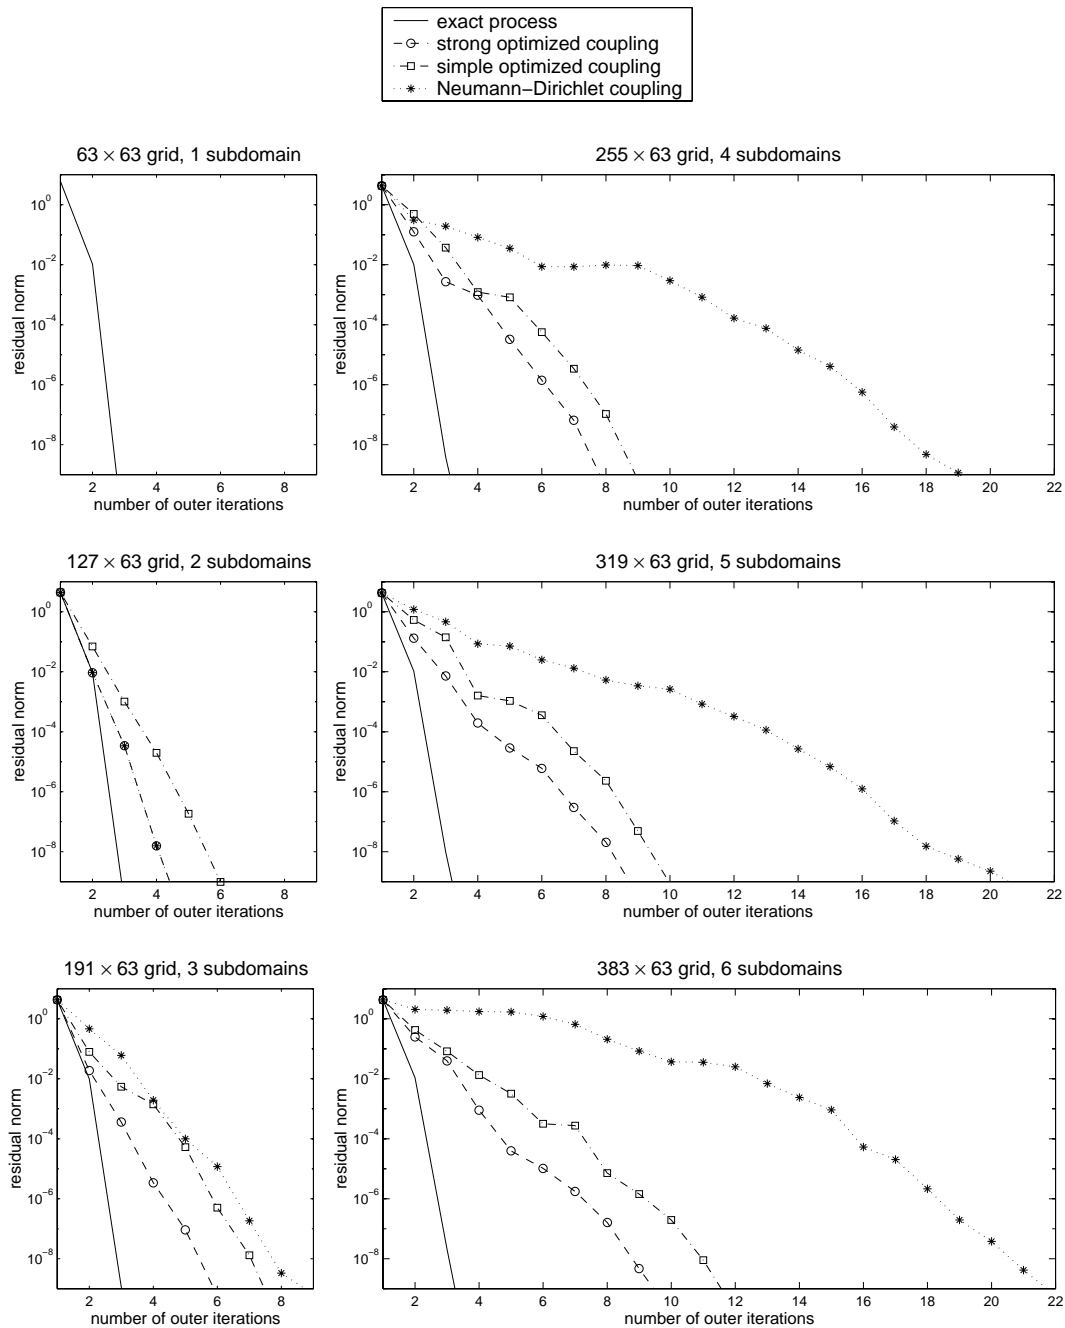 exact process
strong optimized coupling
simple optimized coupling
Neumann−Dirichlet coupling
63 × 63 grid, 1 subdomain
10^0
10^−2
10^−4
10^−6
10^−8
residual norm
2 4 6 8
number of outer iterations
255 × 63 grid, 4 subdomains
10^0
10^−2
10^−4
10^−6
10^−8
residual norm
2 4 6 8 10 12 14 16 18 20 22
number of outer iterations
127 × 63 grid, 2 subdomains
10^0
10^−2
10^−4
10^−6
10^−8
residual norm
2 4 6 8
number of outer iterations
319 × 63 grid, 5 subdomains
10^0
10^−2
10^−4
10^−6
10^−8
residual norm
2 4 6 8 10 12 14 16 18 20 22
number of outer iterations
191 × 63 grid, 3 subdomains
10^0
10^−2
10^−4
10^−6
10^−8
residual norm
2 4 6 8
number of outer iterations
383 × 63 grid, 6 subdomains
10^0
10^−2
10^−4
10^−6
10^−8
residual norm
2 4 6 8 10 12 14 16 18 20 22
number of outer iterations